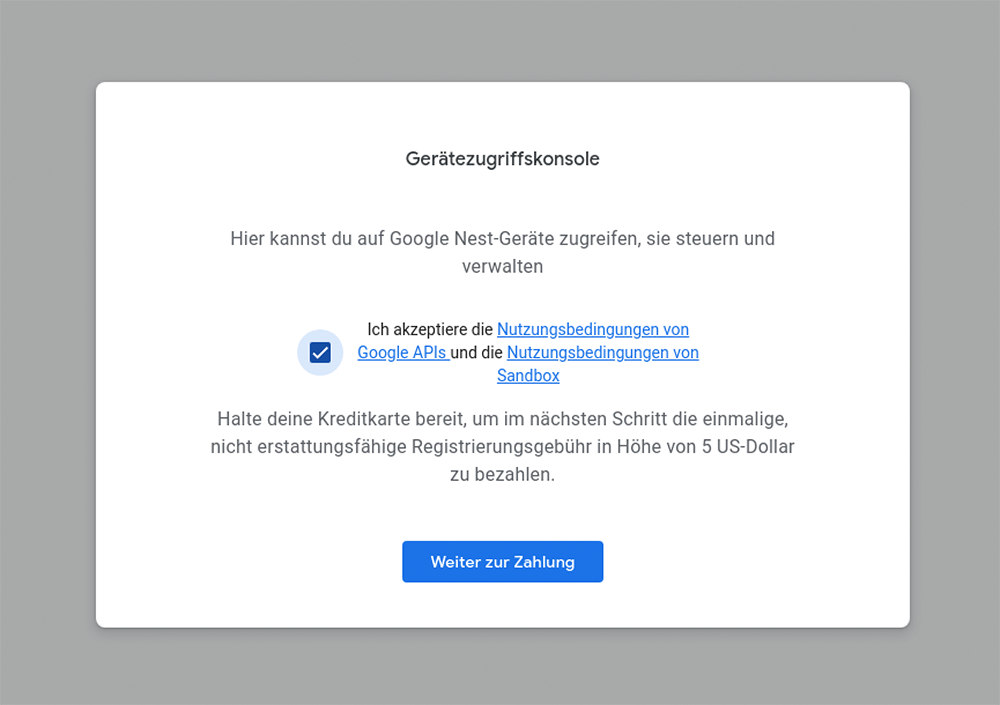 Gerätezugriffskonsole
Hier kannst du auf Google Nest-Geräte zugreifen, sie steuern und
verwalten
Ich akzeptiere die Nutzungsbedingungen von
Google APIs und die Nutzungsbedingungen von
Sandbox
Halte deine Kreditkarte bereit, um im nächsten Schritt die einmalige,
nicht erstattungsfähige Registrierungsgebühr in Höhe von 5 US-Dollar
zu bezahlen.
Weiter zur Zahlung